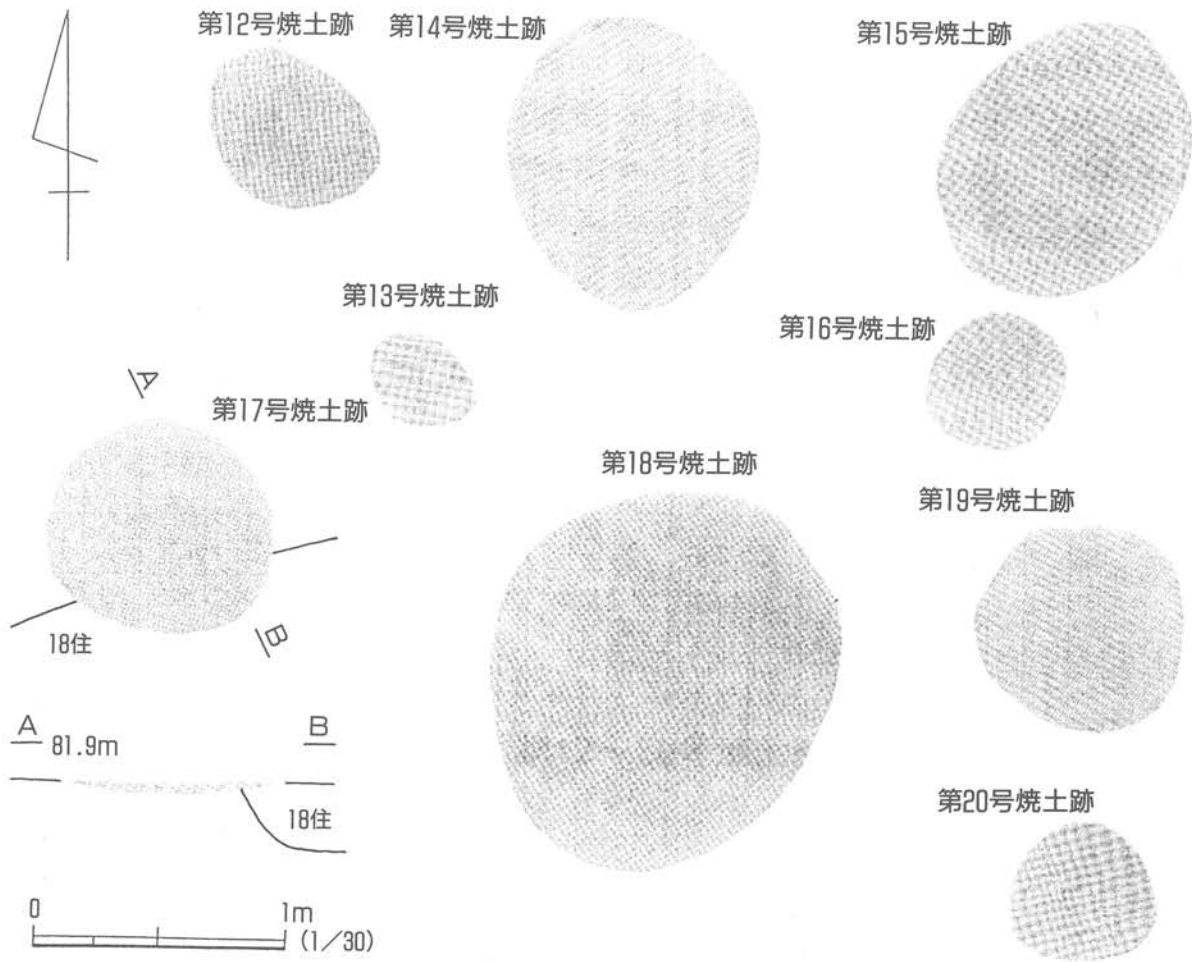 第12号焼土跡
第14号焼土跡
第15号焼土跡
第13号焼土跡
第16号焼土跡
A
第17号焼土跡
第18号焼土跡
第19号焼土跡
18住
B
A
81.9m
B
18住
第20号焼土跡
0
1m
(1/30)